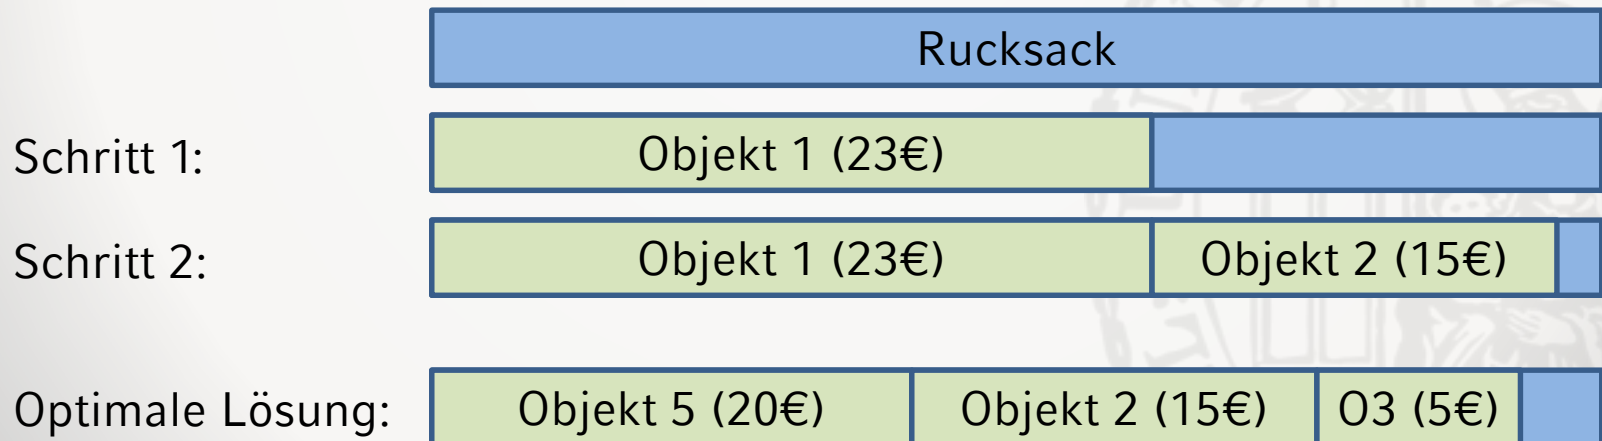 Rucksack
Schritt 1: Objekt 1 (23€)
Schritt 2: Objekt 1 (23€) Objekt 2 (15€)
Optimale Lösung: Objekt 5 (20€) Objekt 2 (15€) O3 (5€)